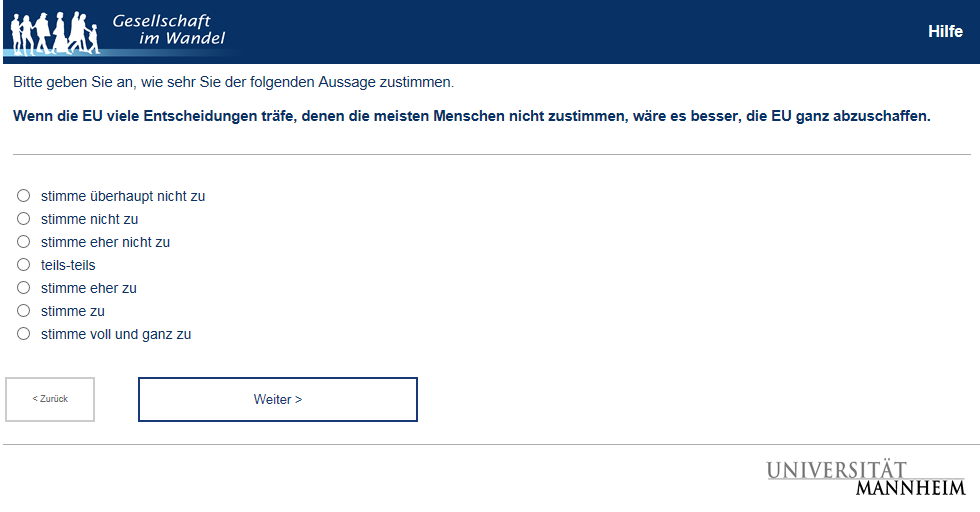 Gesellschaft
im Wandel
Hilfe
Bitte geben Sie an, wie sehr Sie der folgenden Aussage zustimmen.
Wenn die EU viele Entscheidungen träfe, denen die meisten Menschen nicht zustimmen, wäre es besser, die EU ganz abzuschaffen.
stimme überhaupt nicht zu
stimme nicht zu
stimme eher nicht zu
teils-teils
stimme eher zu
stimme zu
stimme voll und ganz zu
< Zurück
Weiter >
UNIVERSITÄT
MANNHEIM